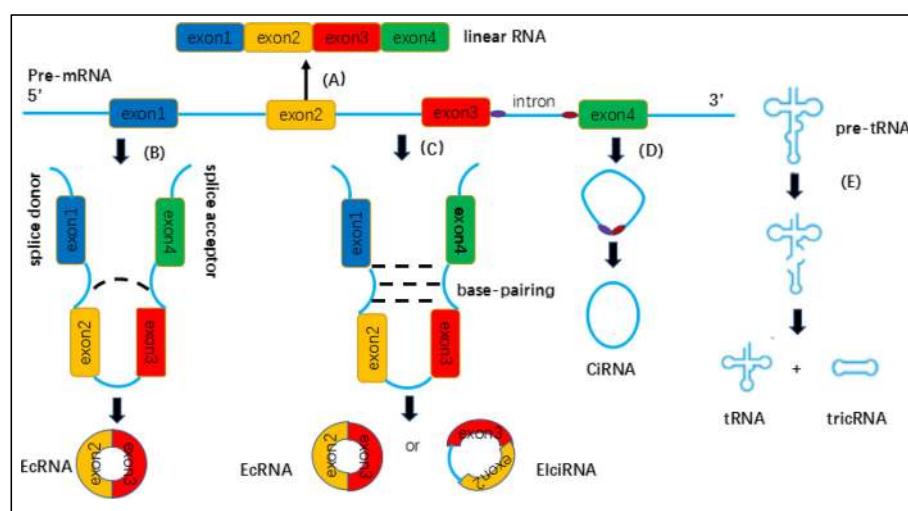 exon1 exon2 exon3 exon4 linear RNA
(A)
Pre-mRNA
5'
exon1
exon2
exon3
intron
exon4
3'
pre-tRNA
(B)
(C)
(D)
(E)
splice donor
exon1
exon4
splice acceptor
exon2
exon3
exon1
exon4
base-pairing
exon2
exon3
CiRNA
tRNA
+
tricRNA
EcRNA
exon2
exon3
EcRNA
exon2
exon3
or
exon3
exon2
ElciRNA